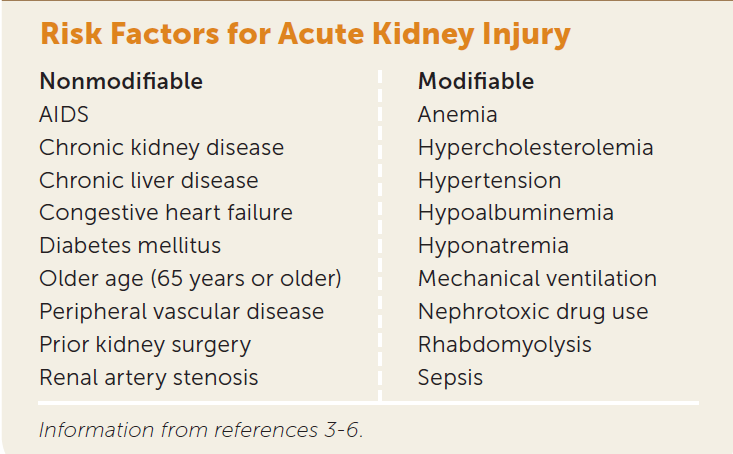 Risk Factors for Acute Kidney Injury
Nonmodifiable
AIDS
Chronic kidney disease
Chronic liver disease
Congestive heart failure
Diabetes mellitus
Older age (65 years or older)
Peripheral vascular disease
Prior kidney surgery
Renal artery stenosis
Modifiable
Anemia
Hypercholesterolemia
Hypertension
Hypoalbuminemia
Hyponatremia
Mechanical ventilation
Nephrotoxic drug use
Rhabdomyolysis
Sepsis
Information from references 3-6.